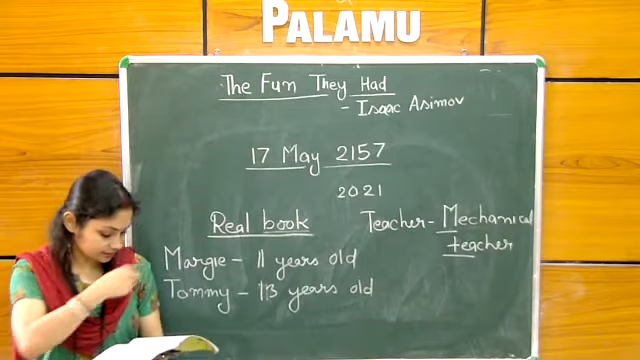 PALAMU
The Fun They Had
- Isaac Asimov
17 May 2157
2021
Real book
Teacher - Mechanical
teacher
Margie - 11 years old
Tommy - 13 years old